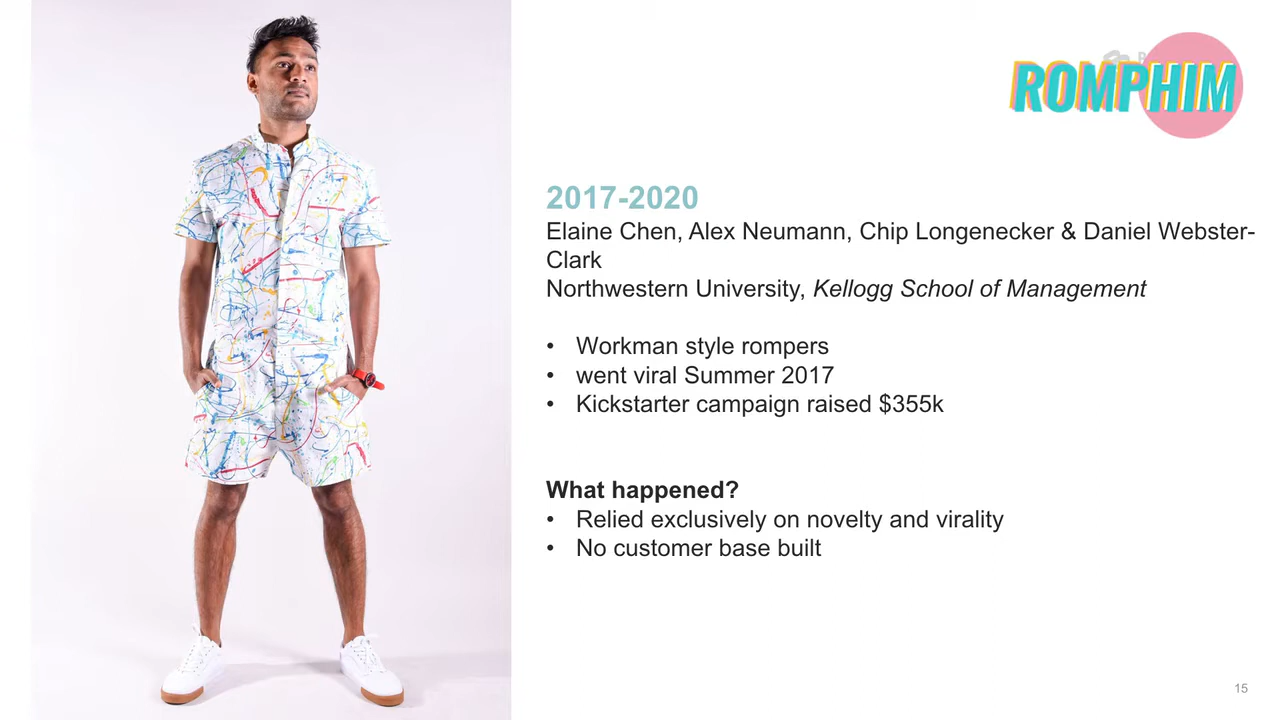 ROMPHIM
2017-2020
Elaine Chen, Alex Neumann, Chip Longenecker & Daniel Webster-
Clark
Northwestern University, Kellogg School of Management
• Workman style rompers
• went viral Summer 2017
• Kickstarter campaign raised $355k
What happened?
• Relied exclusively on novelty and virality
• No customer base built
15